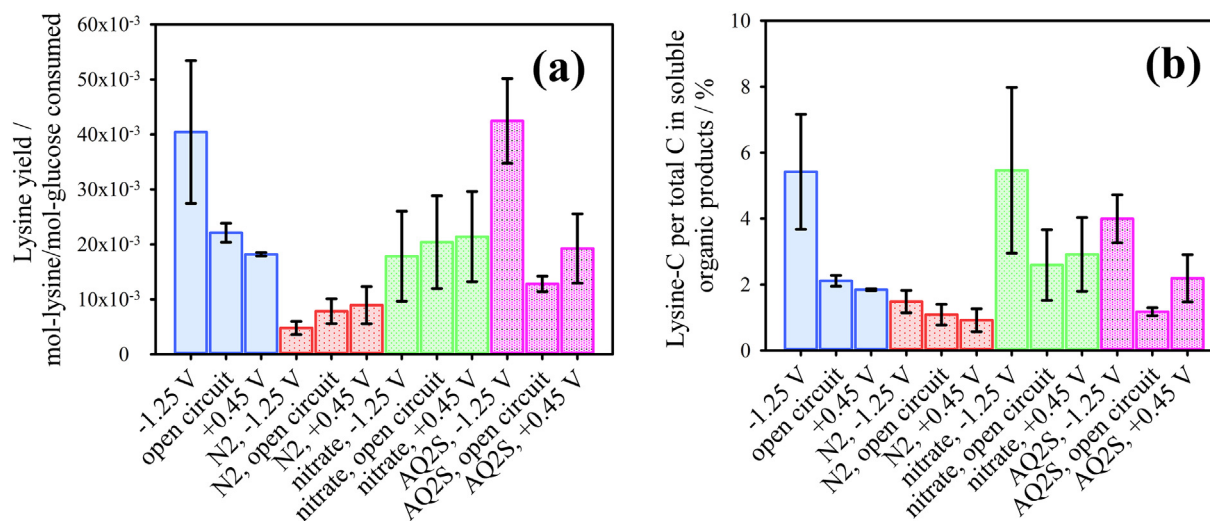 (a)
Lysine yield /
mol-lysine/mol-glucose consumed
60x10⁻³
50x10⁻³
40x10⁻³
30x10⁻³
20x10⁻³
10x10⁻³
0
-1.25 V
open circuit
+0.45 V
N2, -1.25 V
N2, open circuit
N2, +0.45 V
nitrate, -1.25 V
nitrate, open circuit
nitrate, +0.45 V
AQ2S, -1.25 V
AQ2S, open circuit
AQ2S, +0.45 V
(b)
Lysine-C per total C in soluble
organic products / %
10
8
6
4
2
0
-1.25 V
open circuit
+0.45 V
N2, -1.25 V
N2, open circuit
N2, +0.45 V
nitrate, -1.25 V
nitrate, open circuit
nitrate, +0.45 V
AQ2S, -1.25 V
AQ2S, open circuit
AQ2S, +0.45 V